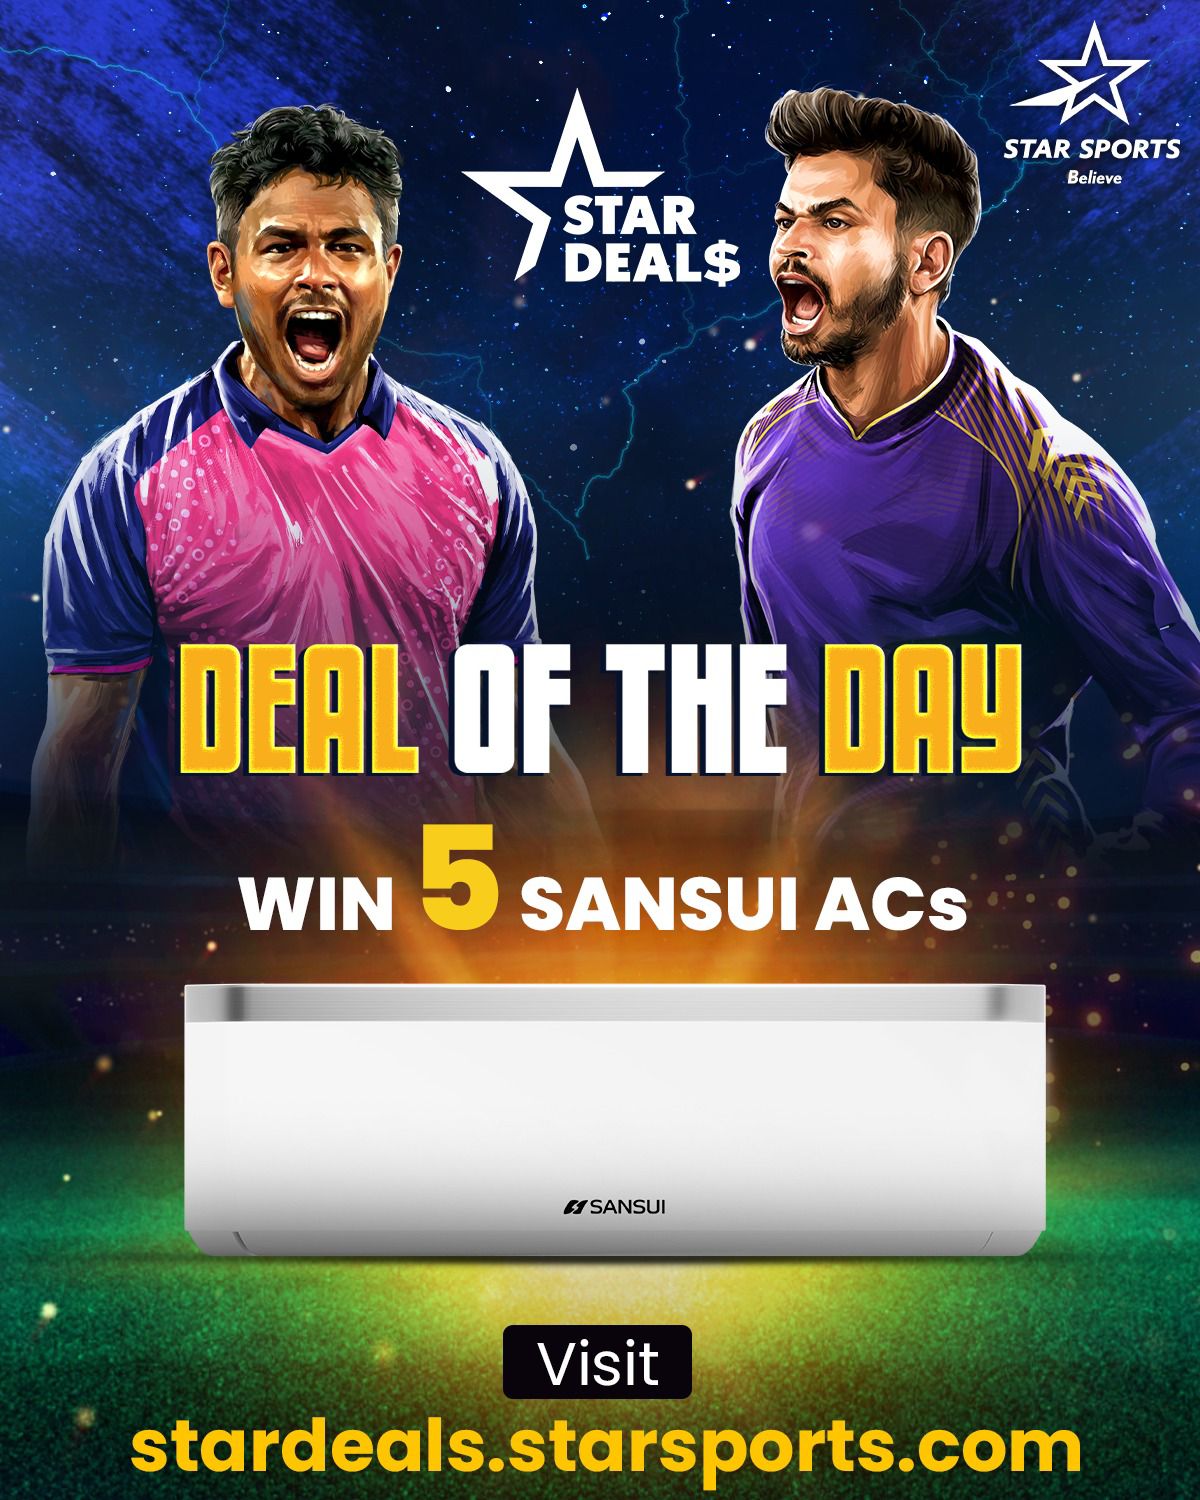 STAR SPORTS
Believe
STAR
DEAL$
DEAL OF THE DAY
WIN 5 SANSUI ACs
SANSUI
Visit
stardeals.starsports.com